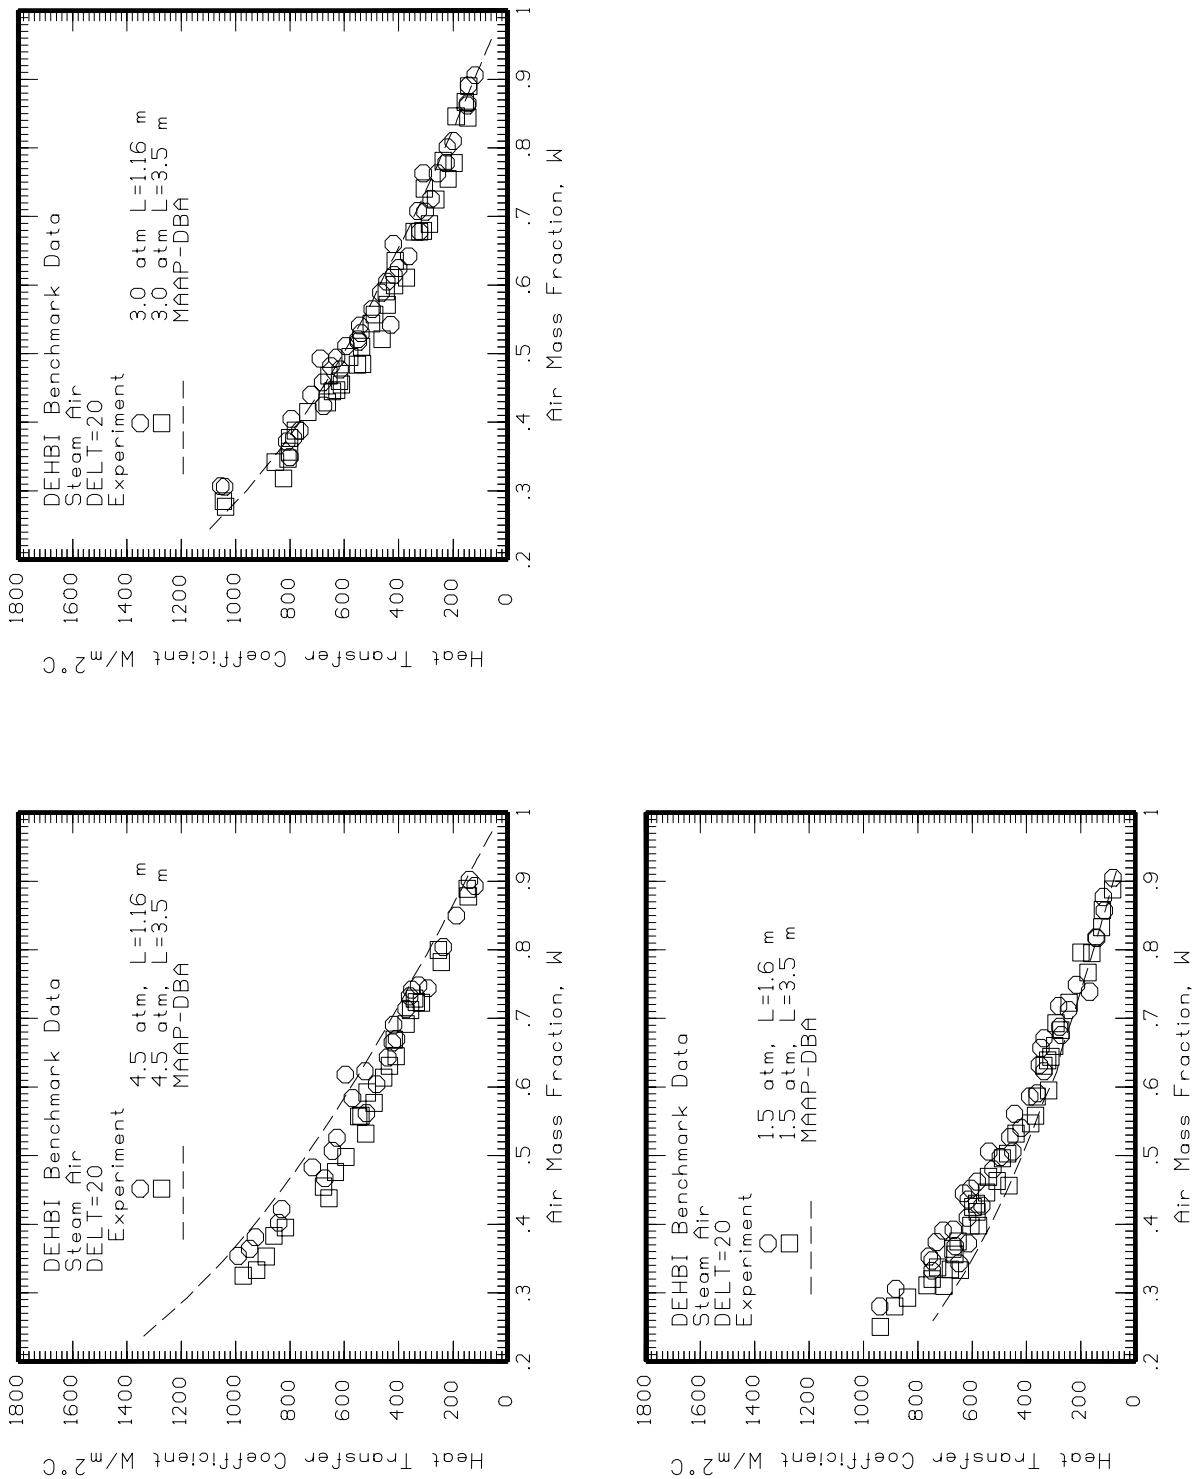 DEHBI Benchmark Data
Steam Air
DELT=20
Experiment
4.5 atm, L=1.16 m
4.5 atm, L=3.5 m
MAAP-DBA
1800
1600
1400
1200
1000
800
600
400
200
0
Heat Transfer Coefficient W/m2°C
.2 .3 .4 .5 .6 .7 .8 .9 1
Air Mass Fraction, W
DEHBI Benchmark Data
Steam Air
DELT=20
Experiment
3.0 atm L=1.16 m
3.0 atm L=3.5 m
MAAP-DBA
1800
1600
1400
1200
1000
800
600
400
200
0
Heat Transfer Coefficient W/m2°C
.2 .3 .4 .5 .6 .7 .8 .9 1
Air Mass Fraction, W
DEHBI Benchmark Data
Steam Air
DELT=20
Experiment
1.5 atm, L=1.6 m
1.5 atm, L=3.5 m
MAAP-DBA
1800
1600
1400
1200
1000
800
600
400
200
0
Heat Transfer Coefficient W/m2°C
.2 .3 .4 .5 .6 .7 .8 .9 1
Air Mass Fraction, W